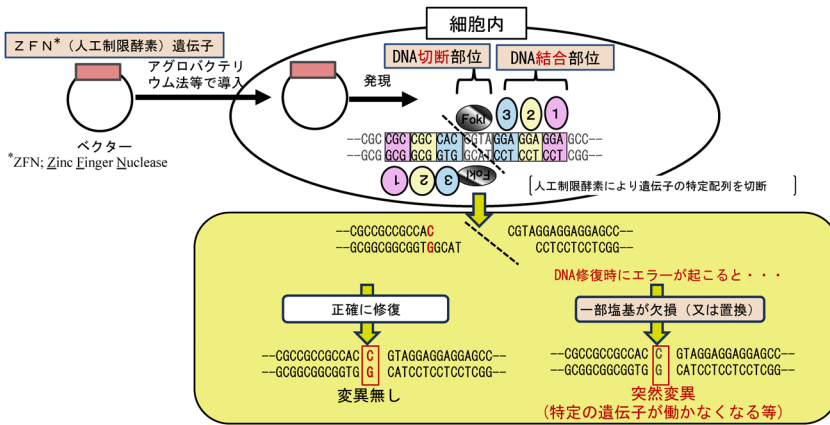 細胞内
ZFN*（人工制限酵素）遺伝子
アグロバクテリ
ウム法等で導入
発現
DNA切断部位
DNA結合部位
FokI
3 2 1
--CGC CGC CGC CAC CGTA GGA GGA GGA GCC--
--GCG GCG GCG GTG GCAT CCT CCT CCT CGG--
1 2 3
FokI
ベクター
*ZFN; Zinc Finger Nuclease
人工制限酵素により遺伝子の特定配列を切断
--CGCCGCCGCCAC CGTAGGAGGAGGAGCC--
--GCGGCGGCGGTGGCAT CCTCCTCCTCGG--
DNA修復時にエラーが起こると・・・
正確に修復
一部塩基が欠損（又は置換）
--CGCCGCCGCCAC C GTAGGAGGAGGAGCC--
--GCGGCGGCGGTG G CATCCTCCTCCTCGG--
変異無し
--CGCCGCCGCCAC C GTAGGAGGAGGAGCC--
--GCGGCGGCGGTG G CATCCTCCTCCTCGG--
突然変異
（特定の遺伝子が働かなくなる等）